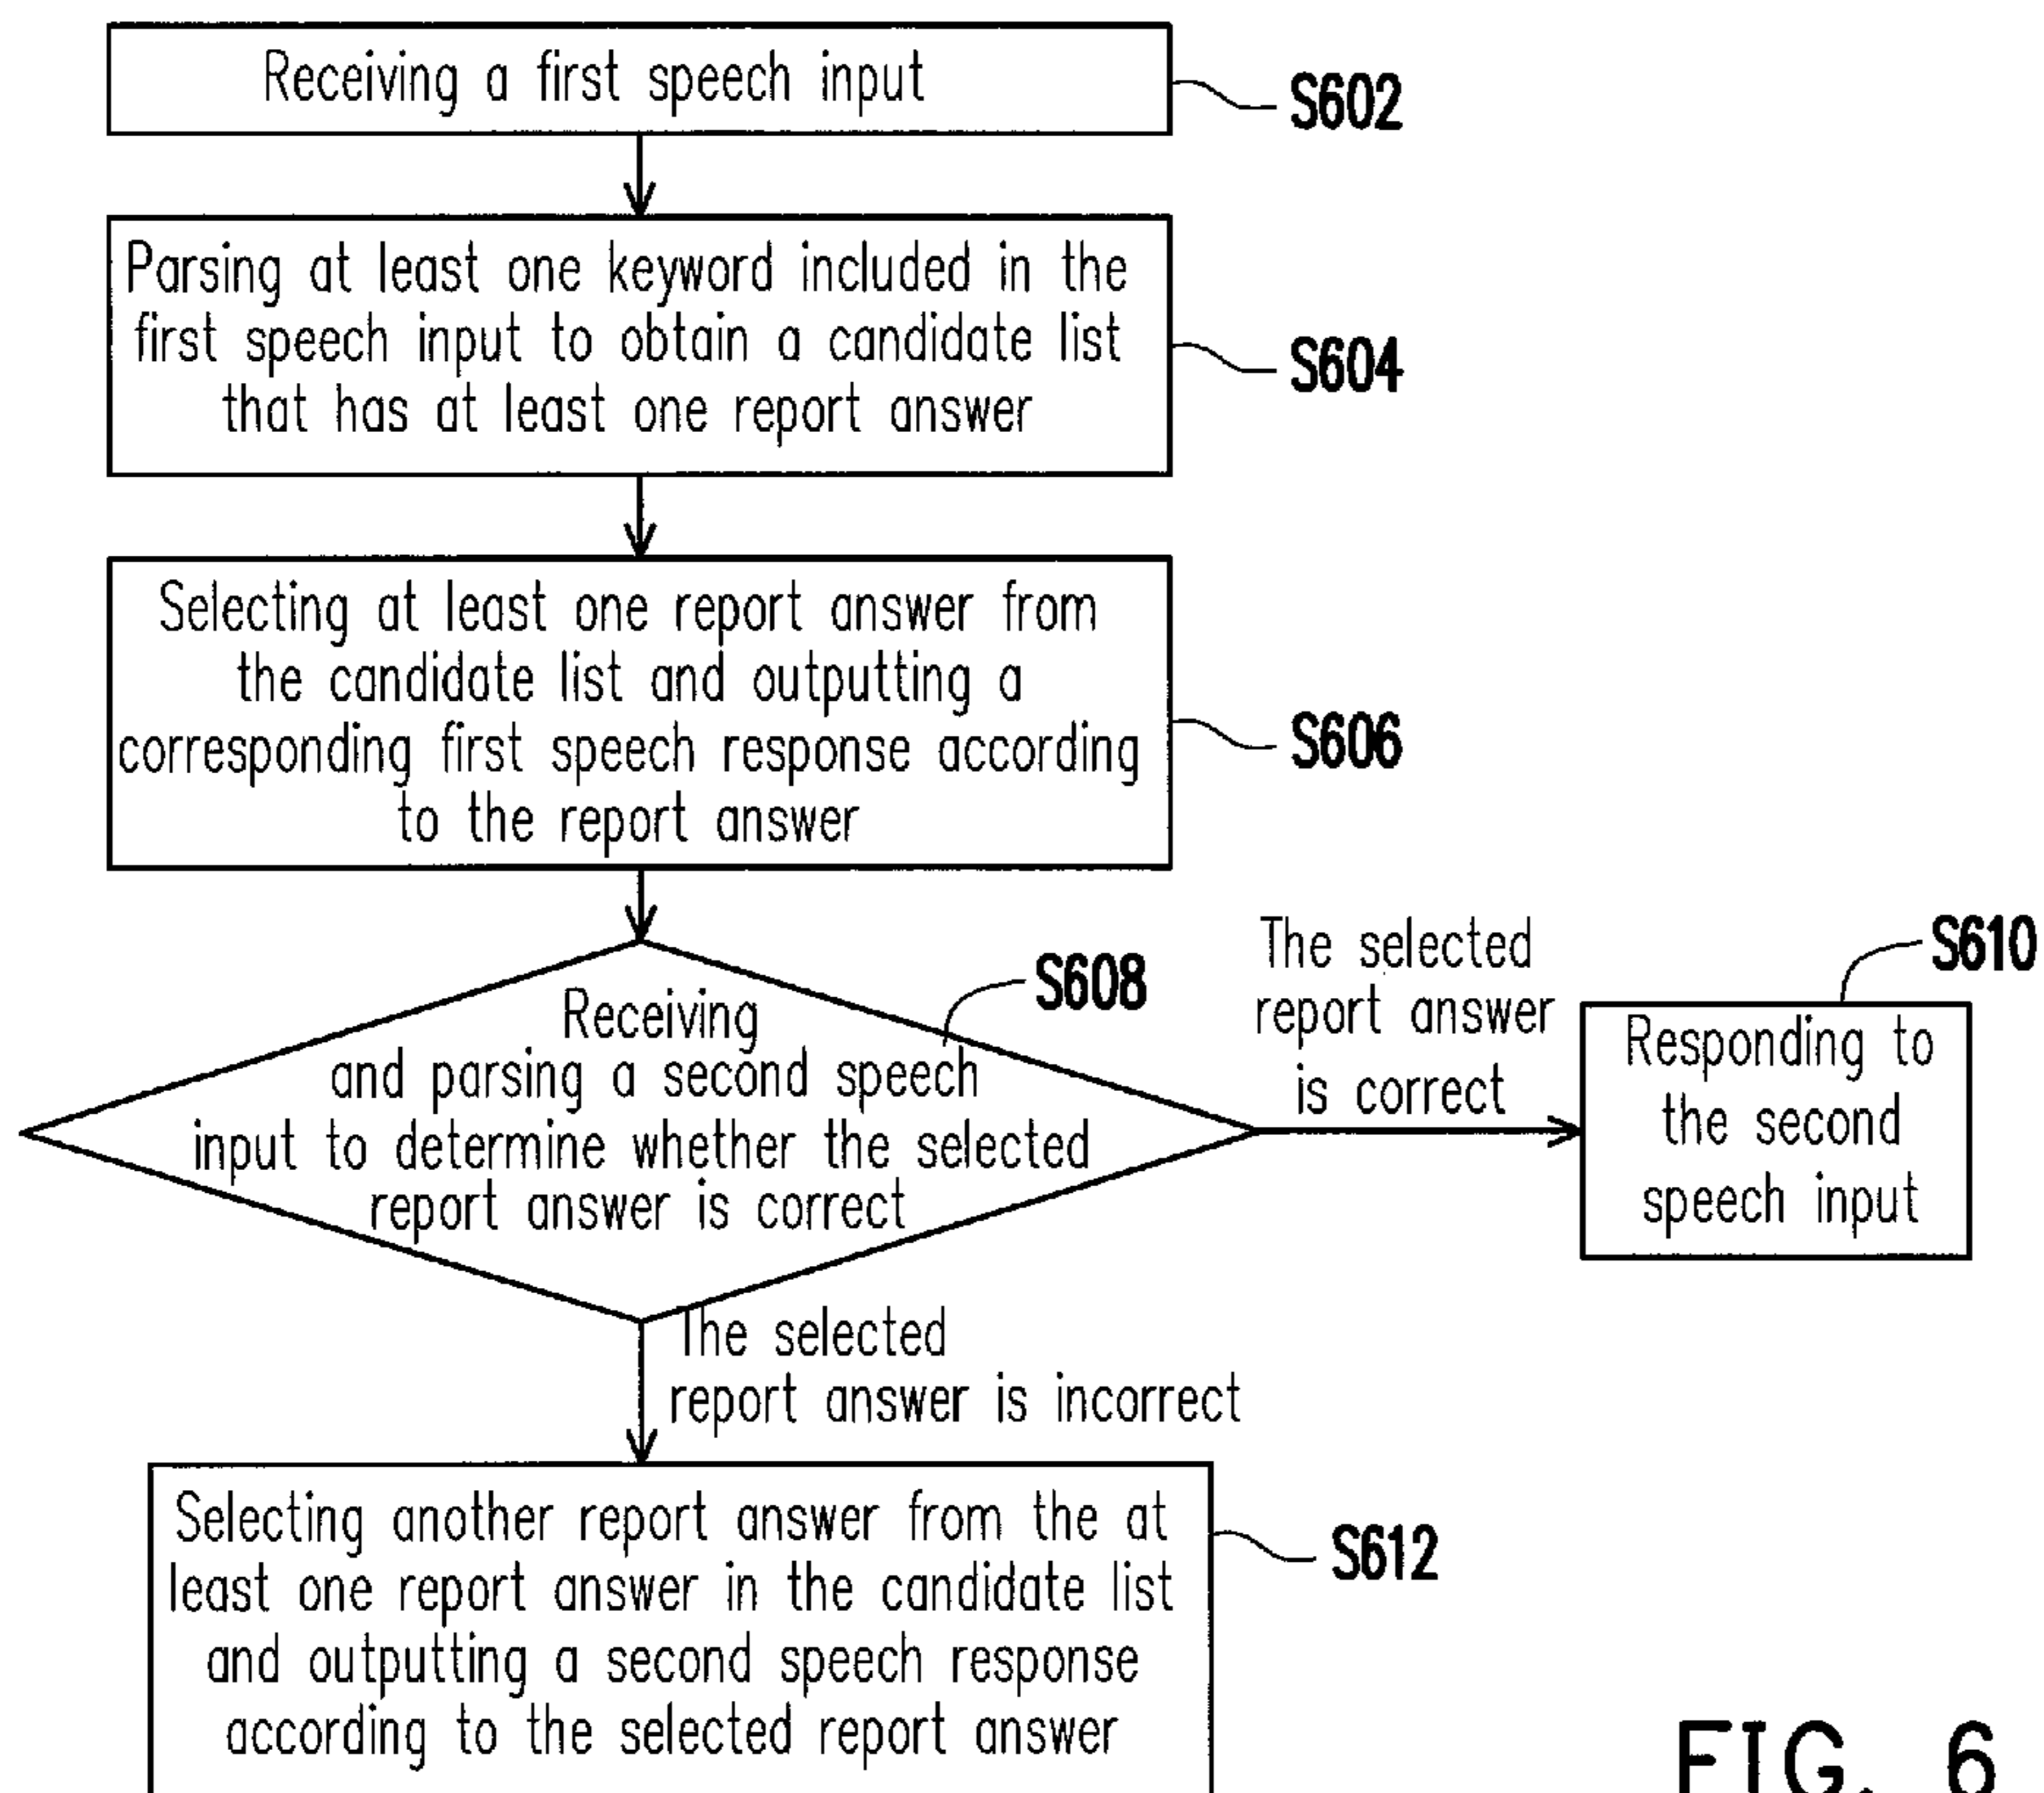 Receiving a first speech input
S602
Parsing at least one keyword included in the
first speech input to obtain a candidate list
that has at least one report answer
S604
Selecting at least one report answer from
the candidate list and outputting a
corresponding first speech response according
to the report answer
S606
Receiving
and parsing a second speech
input to determine whether the selected
report answer is correct
S608
The selected
report answer
is correct
S610
Responding to
the second
speech input
The selected
report answer is incorrect
Selecting another report answer from the at
least one report answer in the candidate list
and outputting a second speech response
according to the selected report answer
S612
FIG. 6